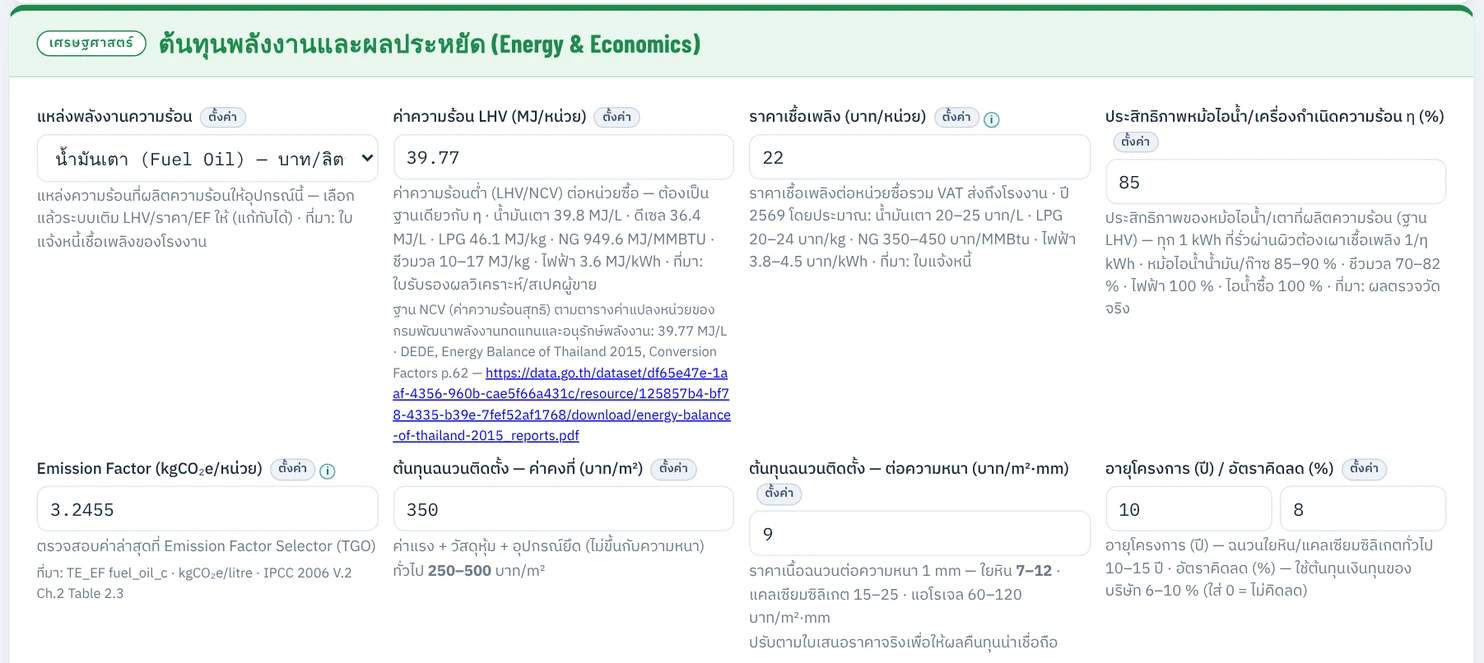 เศรษฐศาสตร์ ต้นทุนพลังงานและผลประหยัด (Energy & Economics)
แหล่งพลังงานความร้อน ตั้งค่า
น้ำมันเตา (Fuel Oil) — บาท/ลิต
แหล่งความร้อนที่ผลิตความร้อนให้อุปกรณ์นี้ — เลือก
แล้วระบบเติม LHV/ราคา/EF ให้ (แก้ทับได้) · ที่มา: ใบ
แจ้งหนี้เชื้อเพลิงของโรงงาน
ค่าความร้อน LHV (MJ/หน่วย) ตั้งค่า
39.77
ค่าความร้อนต่ำ (LHV/NCV) ต่อหน่วยซื้อ — ต้องเป็น
ฐานเดียวกับ η · น้ำมันเตา 39.8 MJ/L · ดีเซล 36.4
MJ/L · LPG 46.1 MJ/kg · NG 949.6 MJ/MMBTU ·
ชีวมวล 10–17 MJ/kg · ไฟฟ้า 3.6 MJ/kWh · ที่มา:
ใบรับรองผลวิเคราะห์/สเปคผู้ขาย
ฐาน NCV (ค่าความร้อนสุทธิ) ตามตารางค่าแปลงหน่วยของ
กรมพัฒนาพลังงานทดแทนและอนุรักษ์พลังงาน: 39.77 MJ/L
· DEDE, Energy Balance of Thailand 2015, Conversion
Factors p.62 — https://data.go.th/dataset/df65e47e-1a
af-4356-960b-cae5f66a431c/resource/125857b4-bf7
8-4335-b39e-7fef52af1768/download/energy-balance
-of-thailand-2015_reports.pdf
ราคาเชื้อเพลิง (บาท/หน่วย) ตั้งค่า i
22
ราคาเชื้อเพลิงต่อหน่วยซื้อรวม VAT ส่งถึงโรงงาน · ปี
2569 โดยประมาณ: น้ำมันเตา 20–25 บาท/L · LPG
20–24 บาท/kg · NG 350–450 บาท/MMBtu · ไฟฟ้า
3.8–4.5 บาท/kWh · ที่มา: ใบแจ้งหนี้
ประสิทธิภาพหม้อไอน้ำ/เครื่องกำเนิดความร้อน η (%)
ตั้งค่า
85
ประสิทธิภาพของหม้อไอน้ำ/เตาที่ผลิตความร้อน (ฐาน
LHV) — ทุก 1 kWh ที่รั่วผ่านผิวต้องเผาเชื้อเพลิง 1/η
kWh · หม้อไอน้ำน้ำมัน/ก๊าซ 85–90 % · ชีวมวล 70–82
% · ไฟฟ้า 100 % · ไอน้ำซื้อ 100 % · ที่มา: ผลตรวจวัด
จริง
Emission Factor (kgCO₂e/หน่วย) ตั้งค่า i
3.2455
ตรวจสอบค่าล่าสุดที่ Emission Factor Selector (TGO)
ที่มา: TE_EF fuel_oil_c · kgCO₂e/litre · IPCC 2006 V.2
Ch.2 Table 2.3
ต้นทุนฉนวนติดตั้ง — ค่าคงที่ (บาท/m²) ตั้งค่า
350
ค่าแรง + วัสดุหุ้ม + อุปกรณ์ยึด (ไม่ขึ้นกับความหนา)
ทั่วไป 250–500 บาท/m²
ต้นทุนฉนวนติดตั้ง — ต่อความหนา (บาท/m²·mm)
ตั้งค่า
9
ราคาเนื้อฉนวนต่อความหนา 1 mm — ใยหิน 7–12 ·
แคลเซียมซิลิเกต 15–25 · แอโรเจล 60–120
บาท/m²·mm
ปรับตามใบเสนอราคาจริงเพื่อให้ผลคืนทุนน่าเชื่อถือ
อายุโครงการ (ปี) / อัตราคิดลด (%) ตั้งค่า
10 8
อายุโครงการ (ปี) — ฉนวนใยหิน/แคลเซียมซิลิเกตทั่วไป
10–15 ปี · อัตราคิดลด (%) — ใช้ต้นทุนเงินทุนของ
บริษัท 6–10 % (ใส่ 0 = ไม่คิดลด)